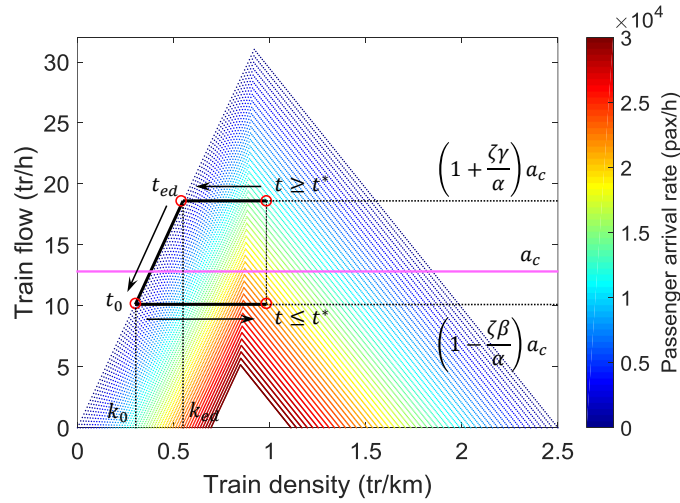 ×10⁴
30
25
20
15
10
5
0
Train flow (tr/h)
t_ed
t ≥ t*
(1 + ζγ/α) a_c
a_c
t_0
t ≤ t*
(1 − ζβ/α) a_c
k_0
k_ed
0 0.5 1 1.5 2 2.5
Train density (tr/km)
3
2.5
2
1.5
1
0.5
0
Passenger arrival rate (pax/h)